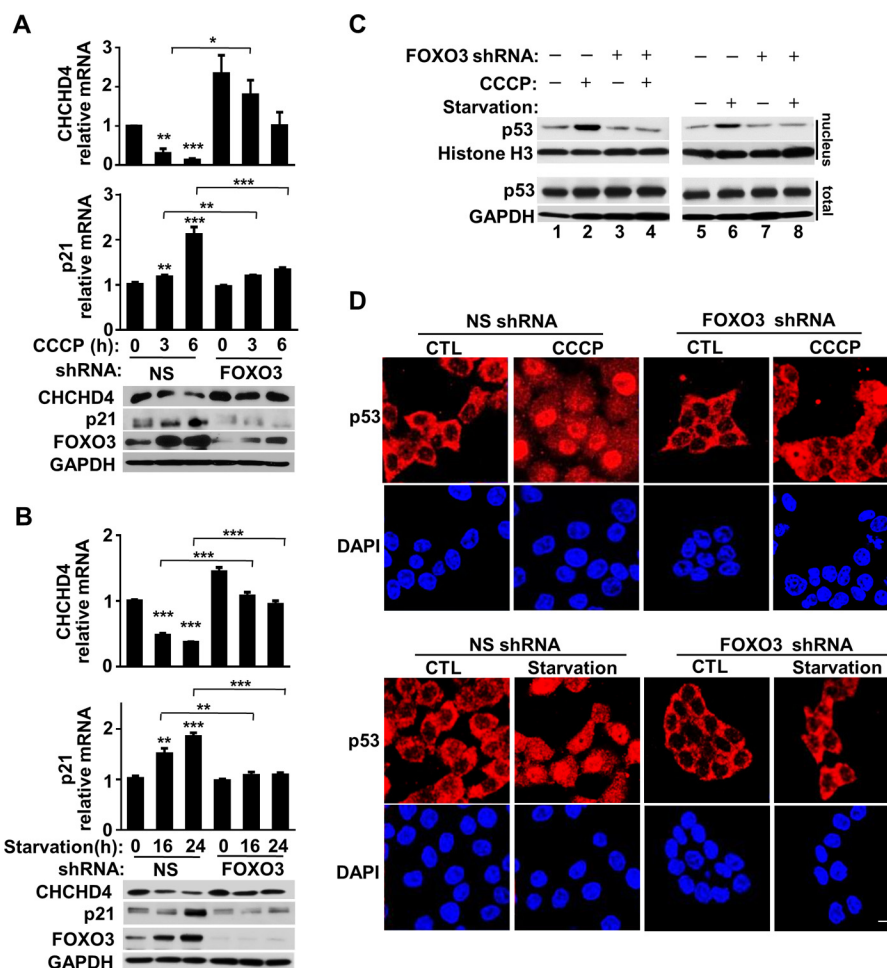 A
CHCHD4
relative mRNA
3
2
1
0
*
**
***
p21
relative mRNA
3
2
1
0
***
**
***
**
CCCP (h): 0 3 6 0 3 6
shRNA: NS FOXO3
CHCHD4
p21
FOXO3
GAPDH
B
CHCHD4
relative mRNA
2
1
0
***
***
***
***
p21
relative mRNA
2
1
0
***
**
***
**
Starvation(h): 0 16 24 0 16 24
shRNA: NS FOXO3
CHCHD4
p21
FOXO3
GAPDH
C
FOXO3 shRNA: – – + + – – + +
CCCP: – + – +
Starvation: – + – +
p53
Histone H3
nucleus
p53
GAPDH
total
1 2 3 4 5 6 7 8
D
NS shRNA FOXO3 shRNA
CTL CCCP CTL CCCP
p53
DAPI
NS shRNA FOXO3 shRNA
CTL Starvation CTL Starvation
p53
DAPI